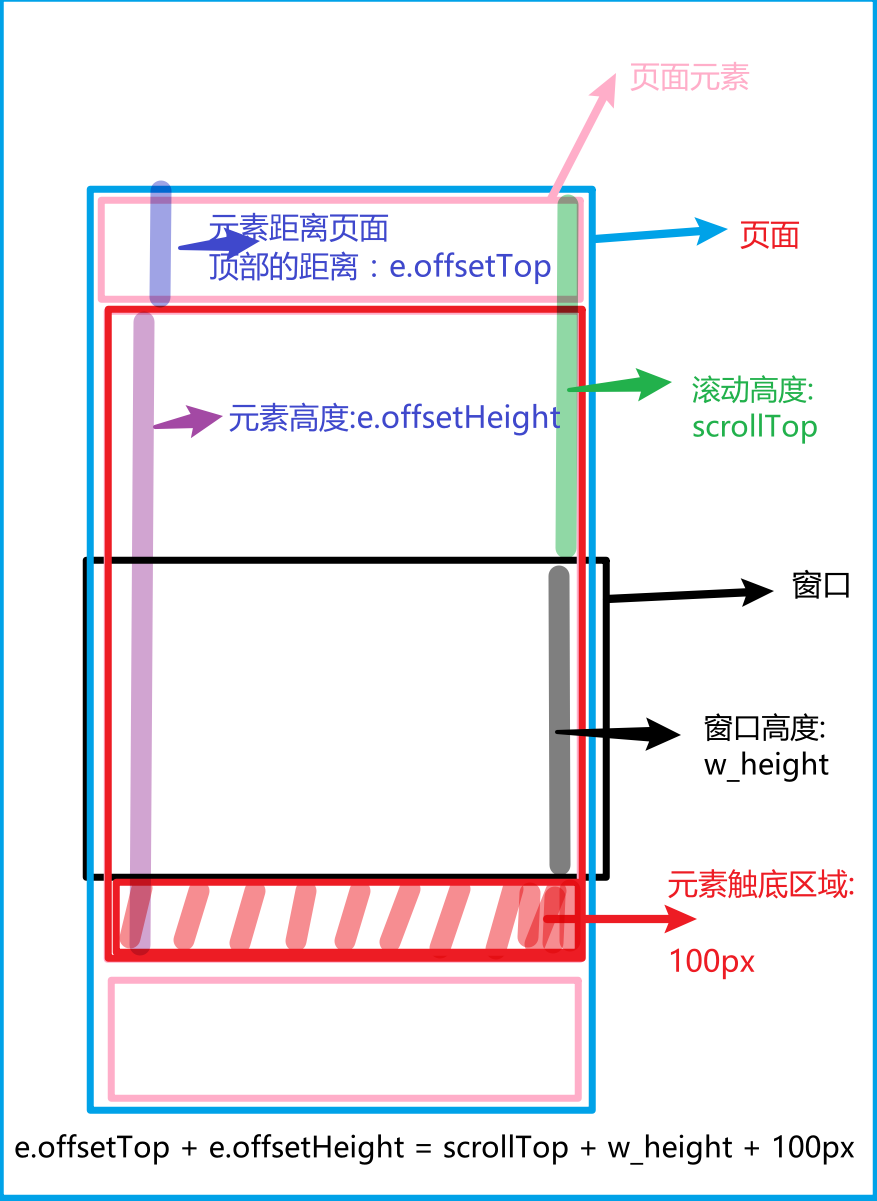 页面元素
元素距离页面
顶部的距离：e.offsetTop
页面
元素高度:e.offsetHeight
滚动高度:
scrollTop
窗口
窗口高度:
w_height
元素触底区域:
100px
e.offsetTop + e.offsetHeight = scrollTop + w_height + 100px